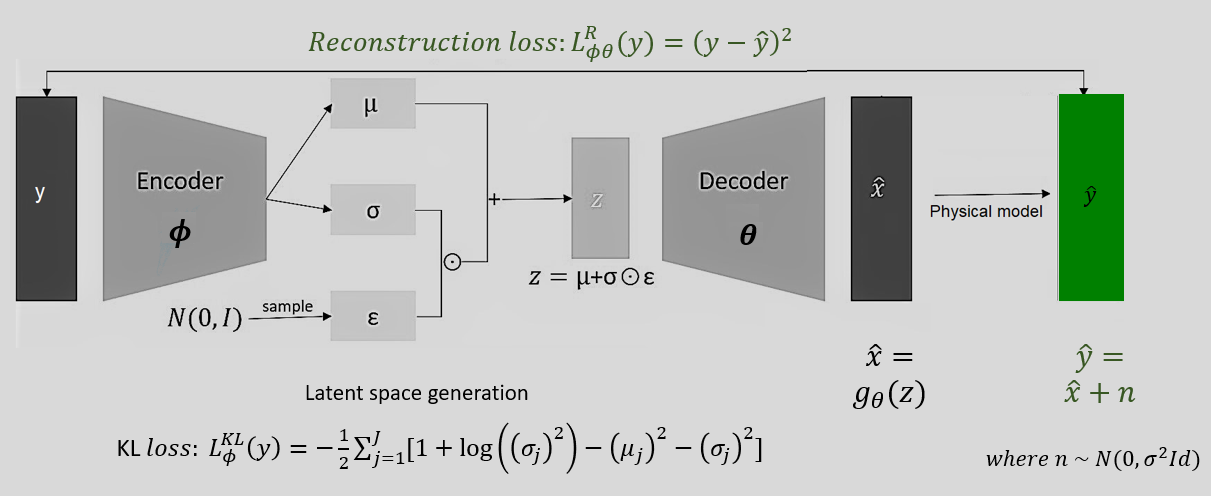 Reconstruction loss: L^R_ϕθ(y) = (y − ŷ)²
y
Encoder
ϕ
μ
σ
ε
N(0, I)
sample
⊙
+
z
z = μ+σ⊙ε
Decoder
θ
x̂
Physical model
ŷ
x̂ =
g_θ(z)
ŷ =
x̂ + n
Latent space generation
KL loss: L^KL_ϕ(y) = −1/2 ∑^J_j=1[1 + log((σ_j)²) − (μ_j)² − (σ_j)²]
where n ~ N(0, σ²Id)